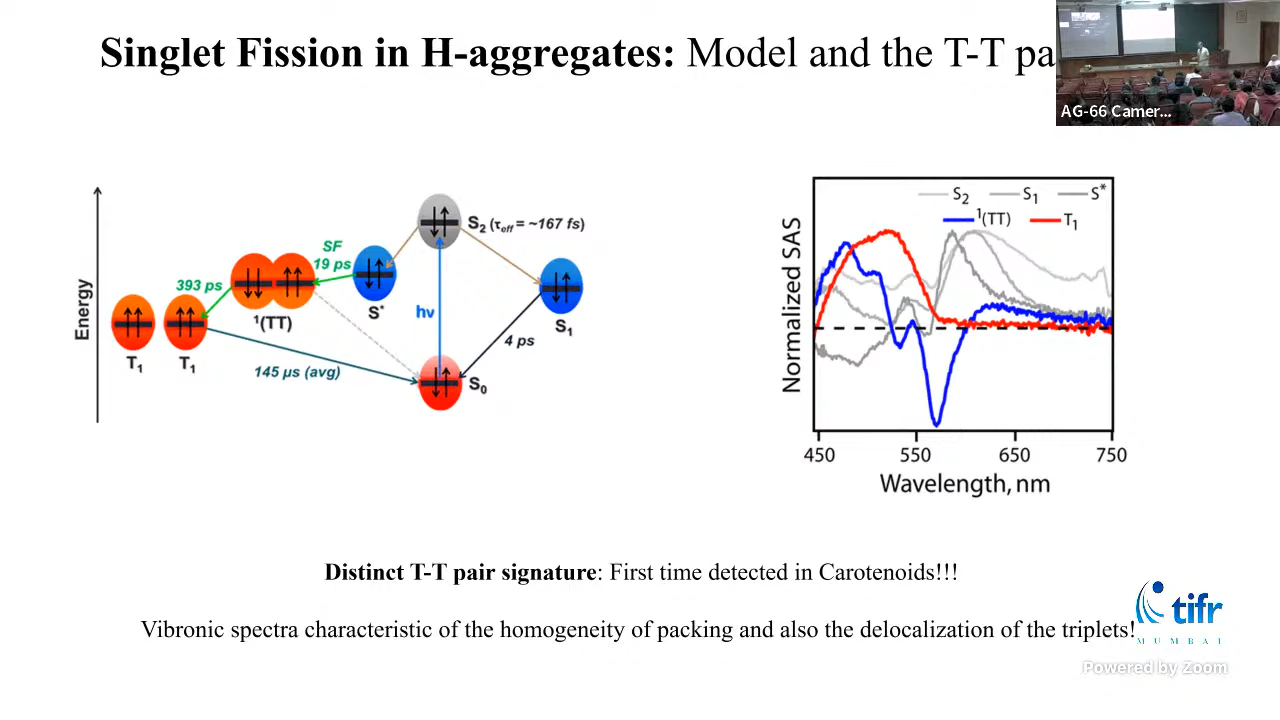 Singlet Fission in H-aggregates: Model and the T-T pa
AG-66 Camer...
Energy
S2 (τeff = ~167 fs)
SF
19 ps
393 ps
S*
1(TT)
hν
S1
T1
T1
4 ps
145 µs (avg)
S0
S2 S1 S*
1(TT) T1
Normalized SAS
450 550 650 750
Wavelength, nm
Distinct T-T pair signature: First time detected in Carotenoids!!!
Vibronic spectra characteristic of the homogeneity of packing and also the delocalization of the triplets!
tifr
MUMBAI
Powered by Zoom